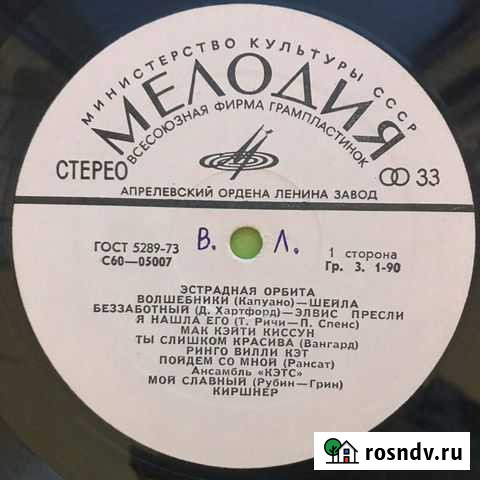 МИНИСТЕРСТВО КУЛЬТУРЫ СССР
МЕЛОДИЯ
ВСЕСОЮЗНАЯ ФИРМА ГРАМПЛАСТИНОК
СТЕРЕО
33
АПРЕЛЕВСКИЙ ОРДЕНА ЛЕНИНА ЗАВОД
ГОСТ 5289-73
С60—05007
В. Л.
1 сторона
Гр. 3. 1-90
ЭСТРАДНАЯ ОРБИТА
ВОЛШЕБНИКИ (Капуано)—ШЕЙЛА
БЕЗЗАБОТНЫЙ (Д. Хартфорд)—ЭЛВИС ПРЕСЛИ
Я НАШЛА ЕГО (Т. Ричи—П. Спенс)
МАК КЭЙТИ КИССУН
ТЫ СЛИШКОМ КРАСИВА (Вангард)
РИНГО ВИЛЛИ КЭТ
ПОЙДЕМ СО МНОЙ (Рансат)
Ансамбль «КЭТС»
МОЙ СЛАВНЫЙ (Рубин—Грин)
КИРШНЕР
rosndv.ru